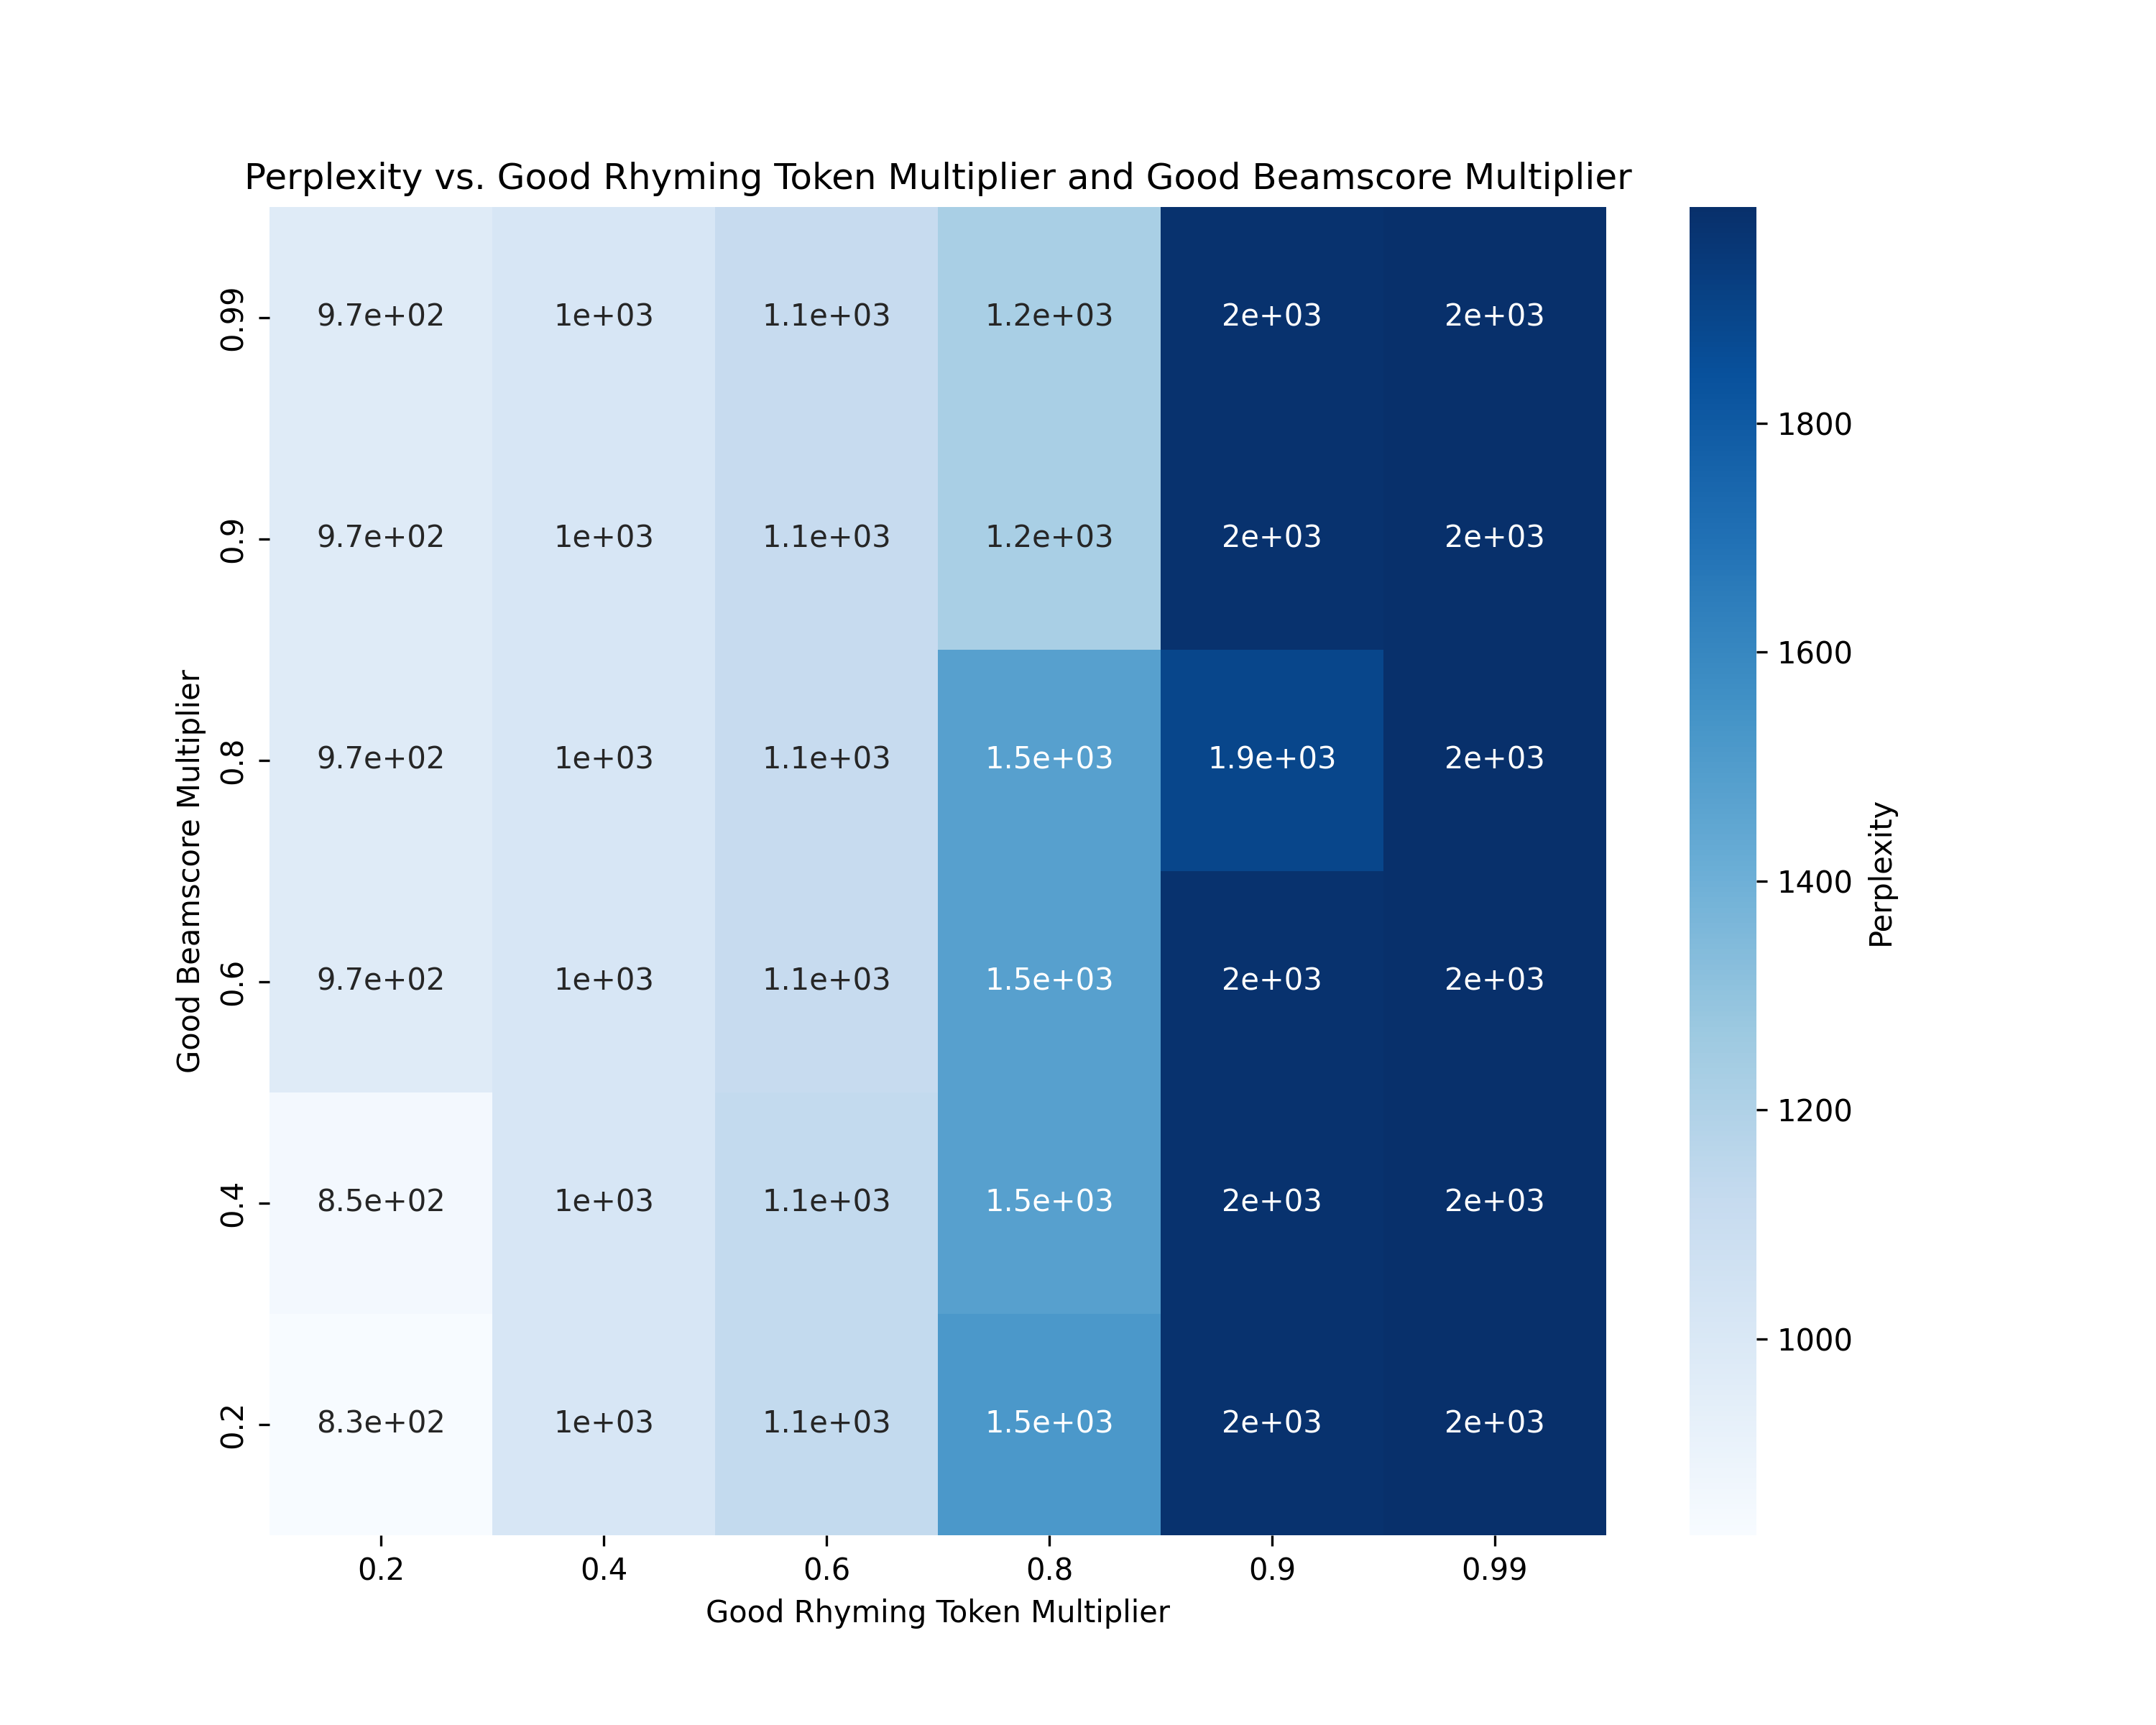 Perplexity vs. Good Rhyming Token Multiplier and Good Beamscore Multiplier
0.99 9.7e+02 1e+03 1.1e+03 1.2e+03 2e+03 2e+03
0.9 9.7e+02 1e+03 1.1e+03 1.2e+03 2e+03 2e+03
0.8 9.7e+02 1e+03 1.1e+03 1.5e+03 1.9e+03 2e+03
0.6 9.7e+02 1e+03 1.1e+03 1.5e+03 2e+03 2e+03
0.4 8.5e+02 1e+03 1.1e+03 1.5e+03 2e+03 2e+03
0.2 8.3e+02 1e+03 1.1e+03 1.5e+03 2e+03 2e+03
Good Beamscore Multiplier
0.2 0.4 0.6 0.8 0.9 0.99
Good Rhyming Token Multiplier
1800
1600
1400
1200
1000
Perplexity